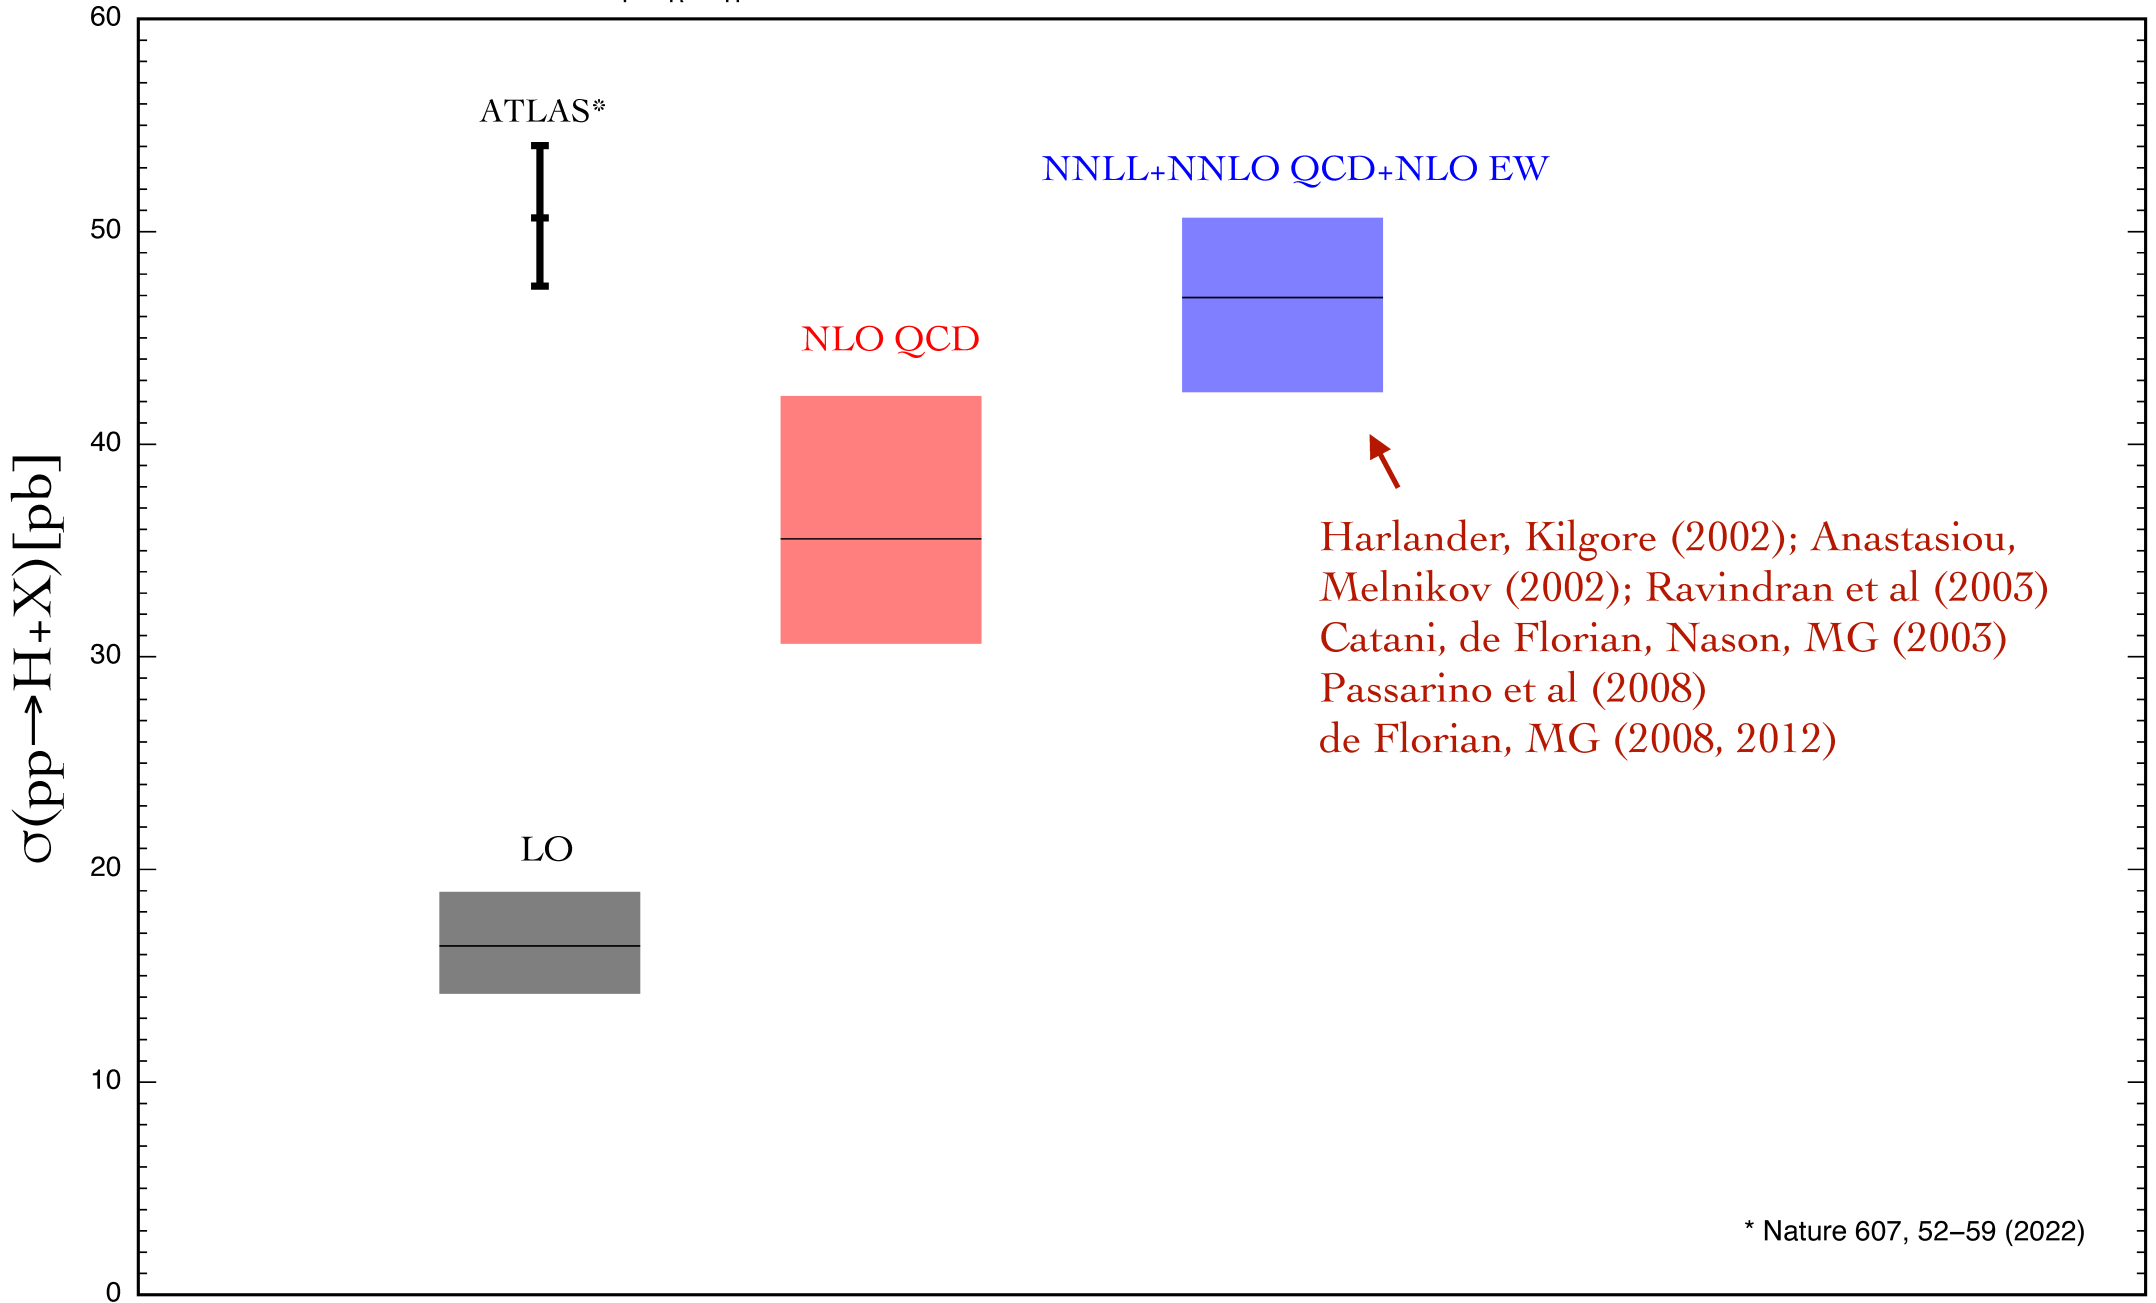 60
ATLAS*
NNLL+NNLO QCD+NLO EW
50
NLO QCD
40
σ(pp→H+X)[pb]
Harlander, Kilgore (2002); Anastasiou,
Melnikov (2002); Ravindran et al (2003)
Catani, de Florian, Nason, MG (2003)
30
Passarino et al (2008)
de Florian, MG (2008, 2012)
LO
20
10
* Nature 607, 52–59 (2022)
0